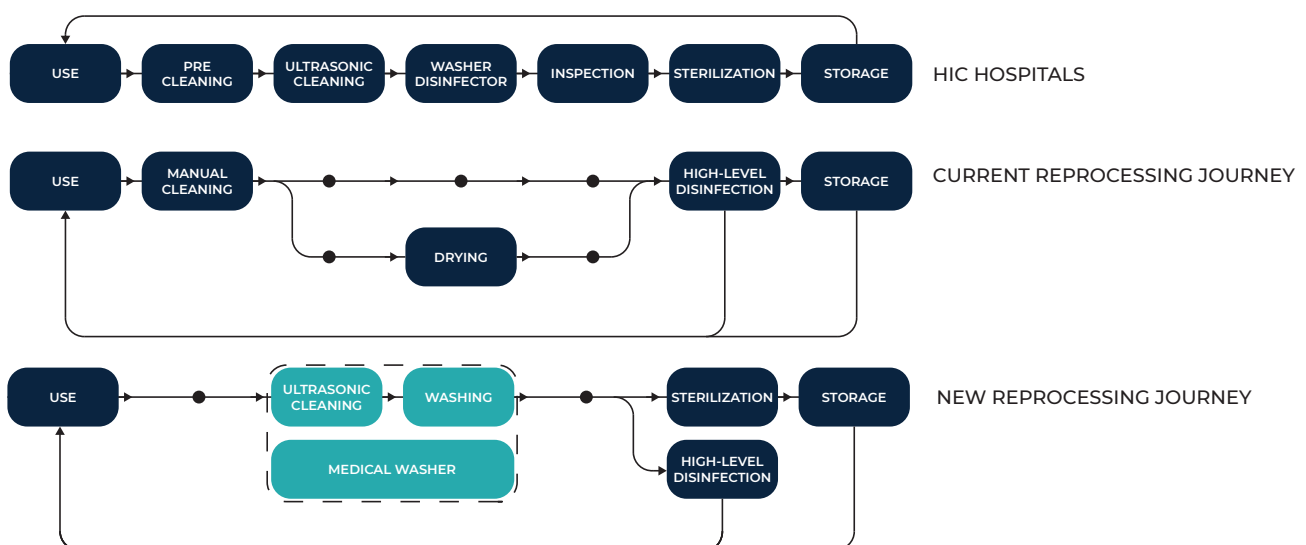 USE
PRE
CLEANING
ULTRASONIC
CLEANING
WASHER
DISINFECTOR
INSPECTION
STERILIZATION
STORAGE
HIC HOSPITALS
USE
MANUAL
CLEANING
HIGH-LEVEL
DISINFECTION
STORAGE
CURRENT REPROCESSING JOURNEY
DRYING
USE
ULTRASONIC
CLEANING
WASHING
STERILIZATION
STORAGE
NEW REPROCESSING JOURNEY
MEDICAL WASHER
HIGH-LEVEL
DISINFECTION